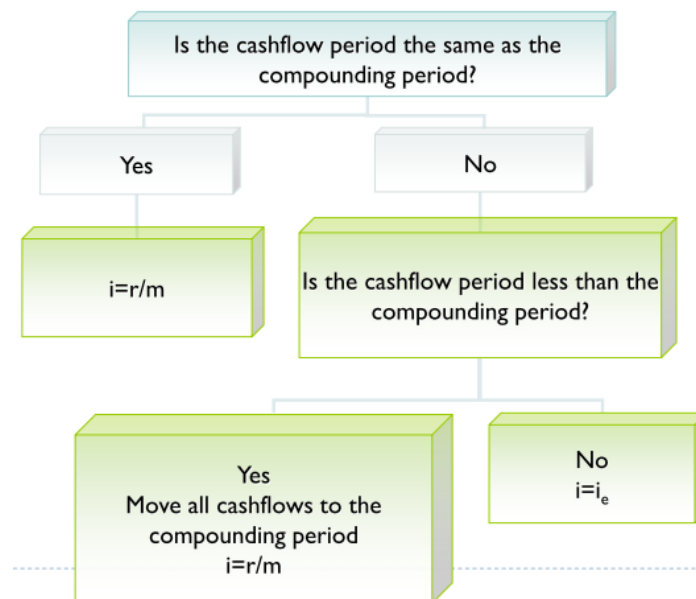 Is the cashflow period the same as the
compounding period?
Yes
No
i=r/m
Is the cashflow period less than the
compounding period?
Yes
Move all cashflows to the
compounding period
i=r/m
No
i=iₑ